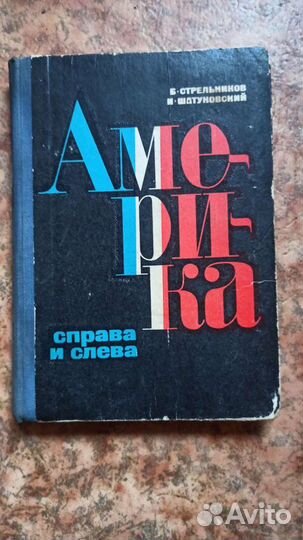 Б·СТРЕЛЬНИКОВ
И·ШАТУНОВСКИЙ
Аме-
ри-
ка
справа
и слева
Avito